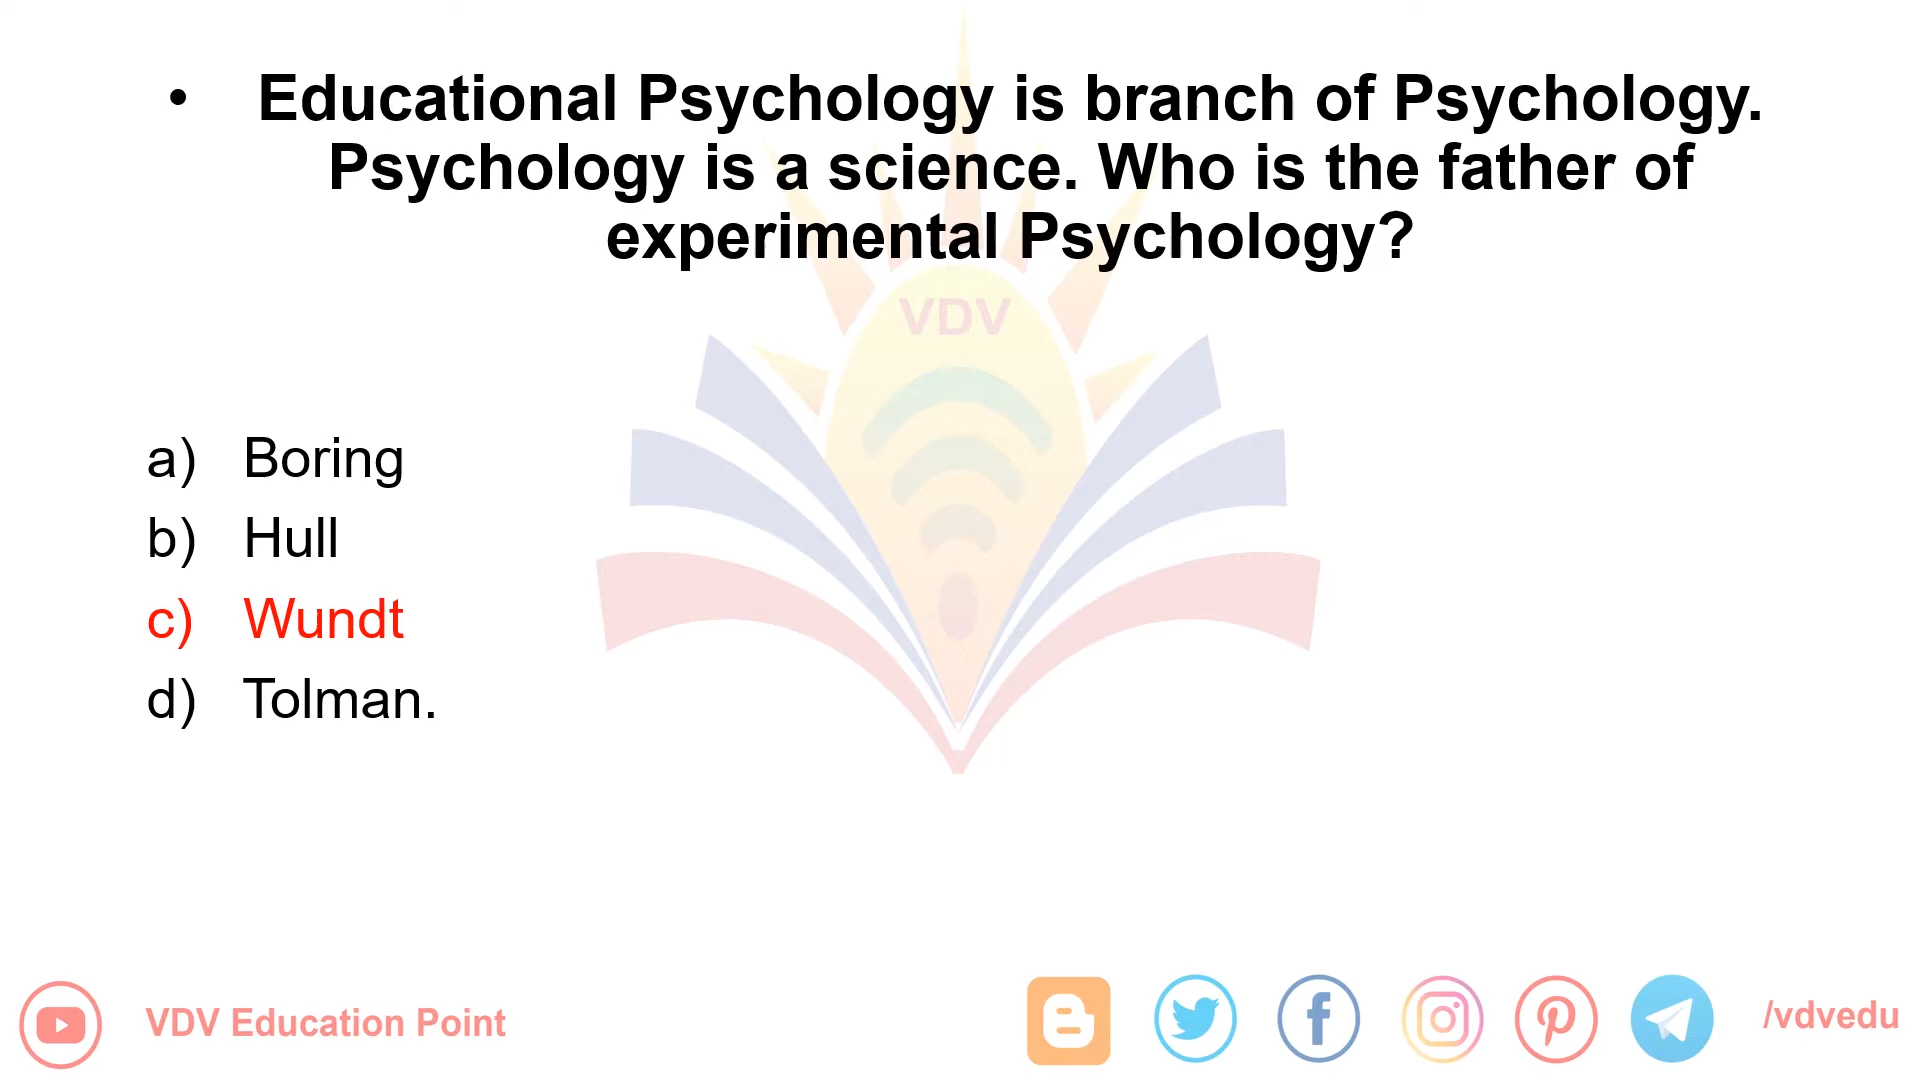 • Educational Psychology is branch of Psychology.
Psychology is a science. Who is the father of
experimental Psychology?
VDV
a) Boring
b) Hull
c) Wundt
d) Tolman.
VDV Education Point
/vdvedu